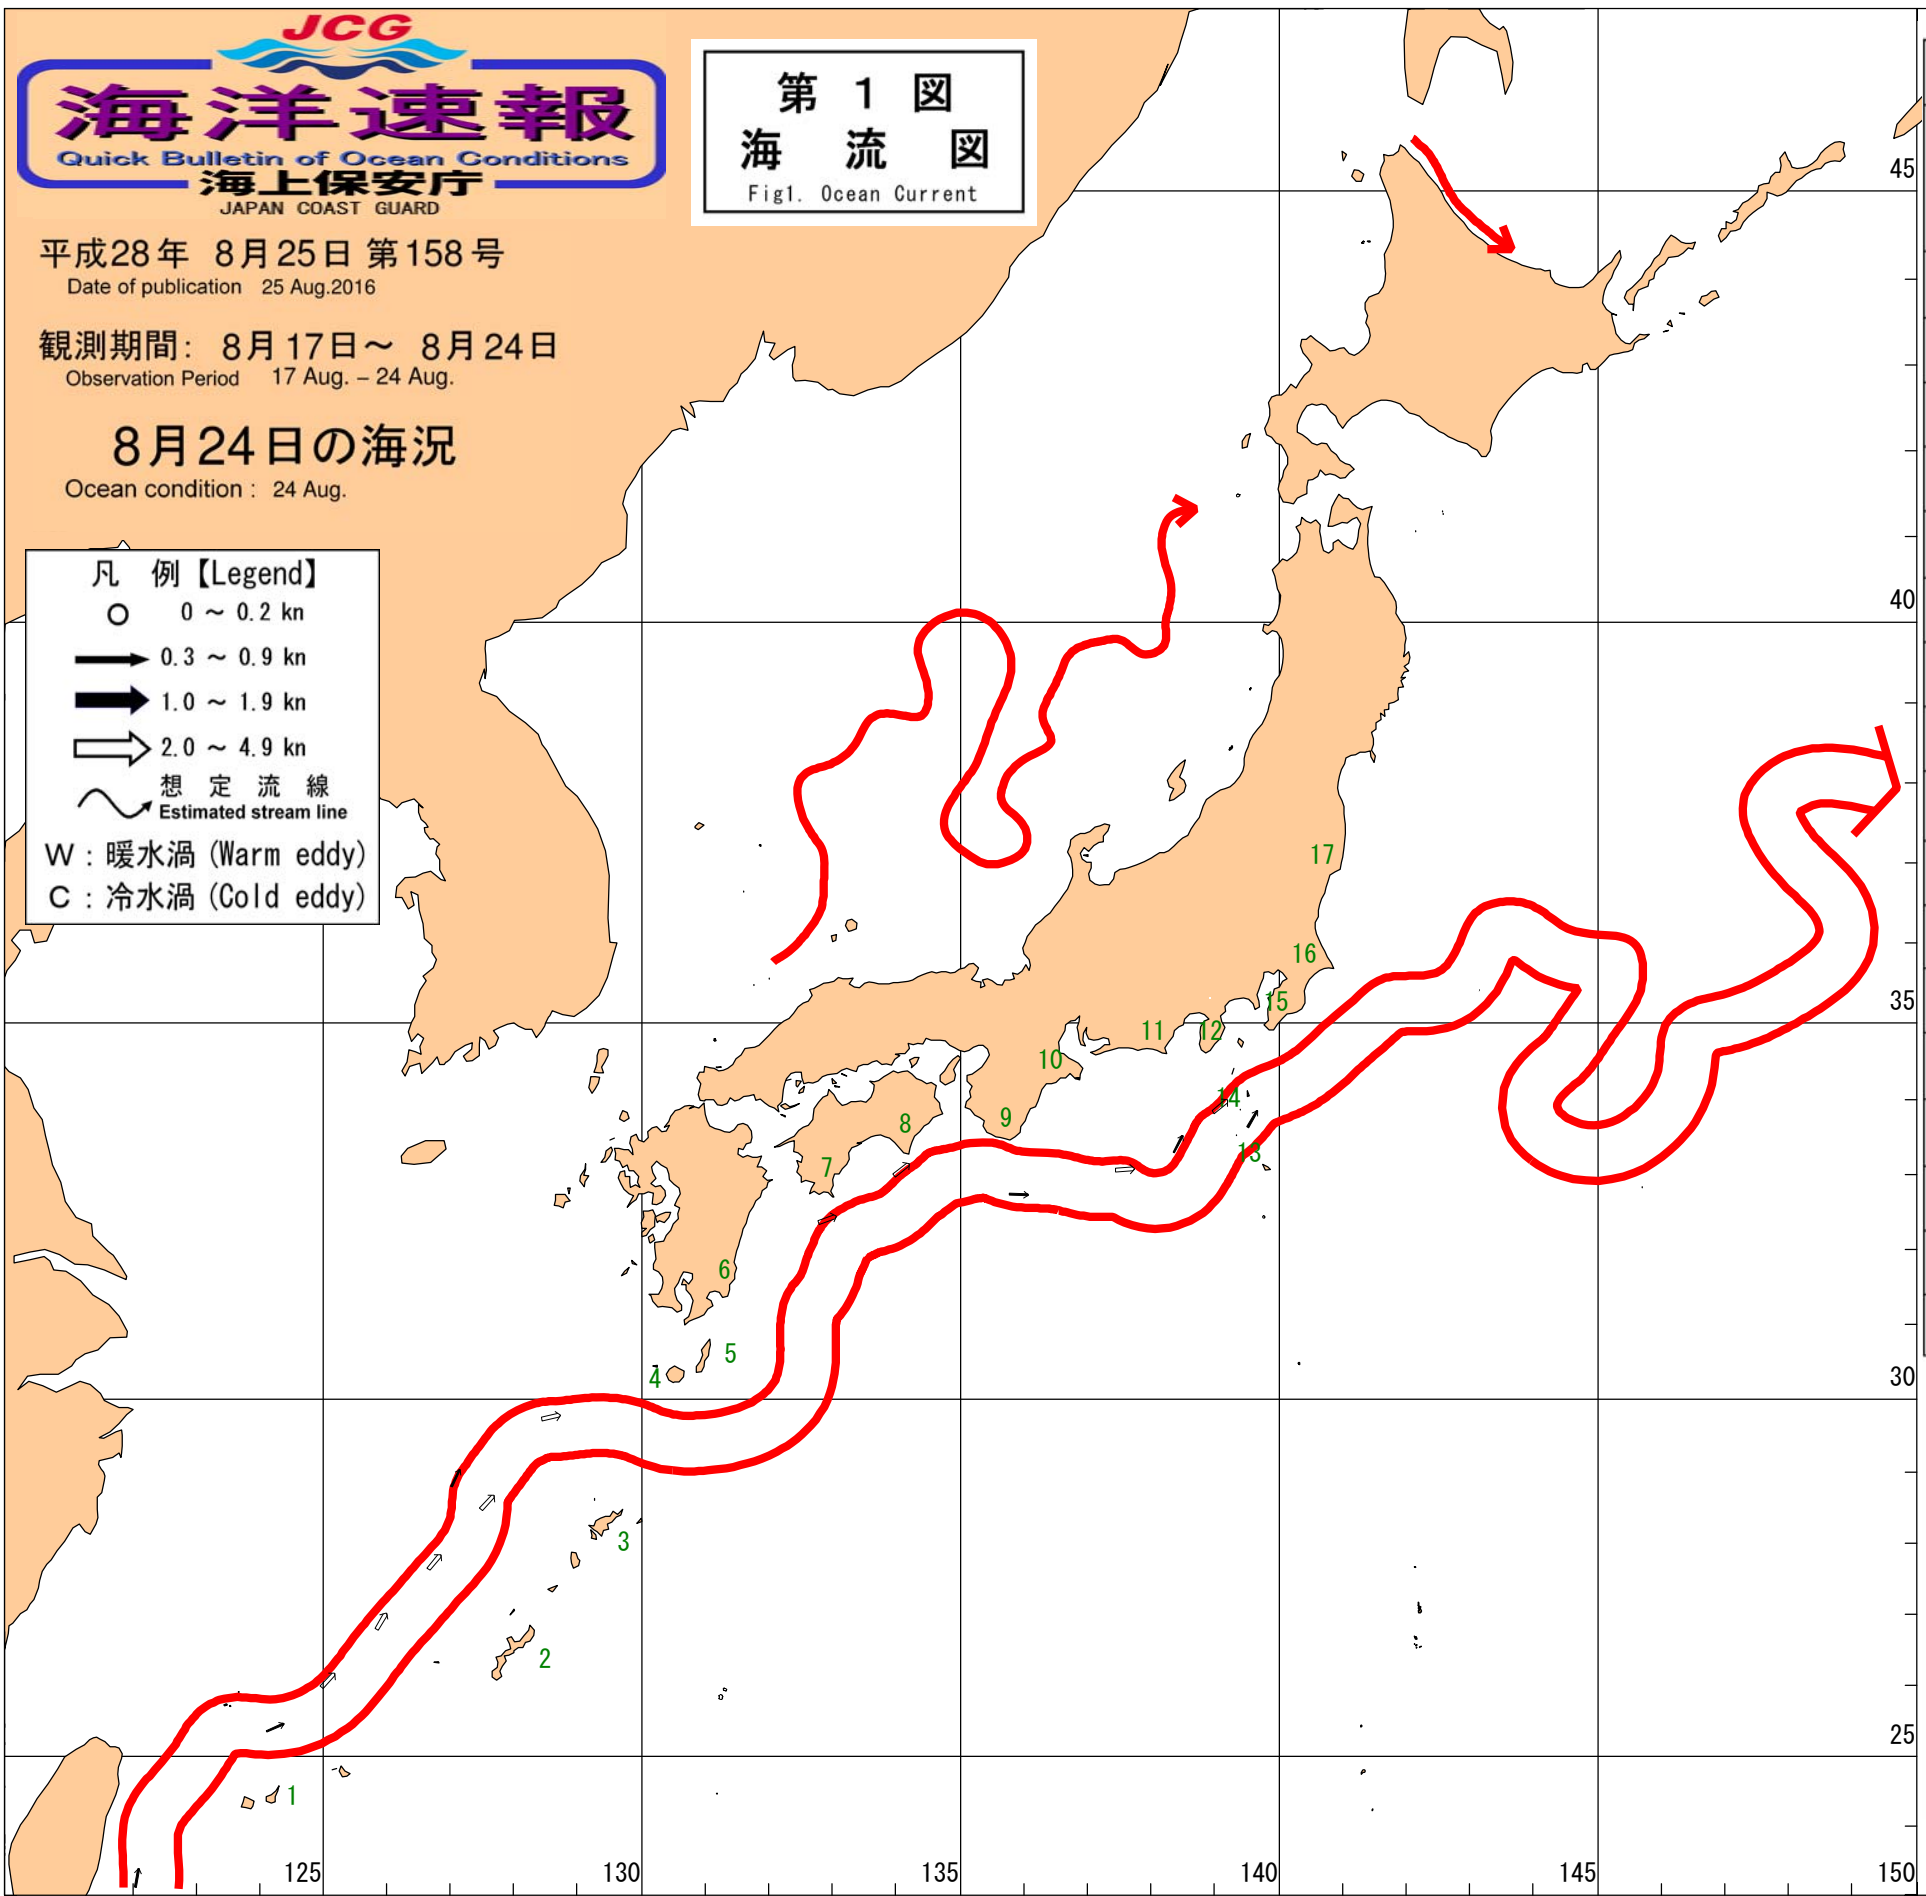 JCG
海洋速報
Quick Bulletin of Ocean Conditions
海上保安庁
JAPAN COAST GUARD
平成28年 8月25日 第158号
Date of publication 25 Aug.2016
観測期間: 8月17日～ 8月24日
Observation Period 17 Aug. – 24 Aug.
8月24日の海況
Ocean condition : 24 Aug.
第 1 図
海 流 図
Fig1. Ocean Current
凡 例【Legend】
0 ～ 0.2 kn
0.3 ～ 0.9 kn
1.0 ～ 1.9 kn
2.0 ～ 4.9 kn
想 定 流 線
Estimated stream line
W : 暖水渦 (Warm eddy)
C : 冷水渦 (Cold eddy)
45
40
17
16
35
15
11
12
10
14
9
8
13
7
6
5
4
30
3
2
25
1
125
130
135
140
145
150